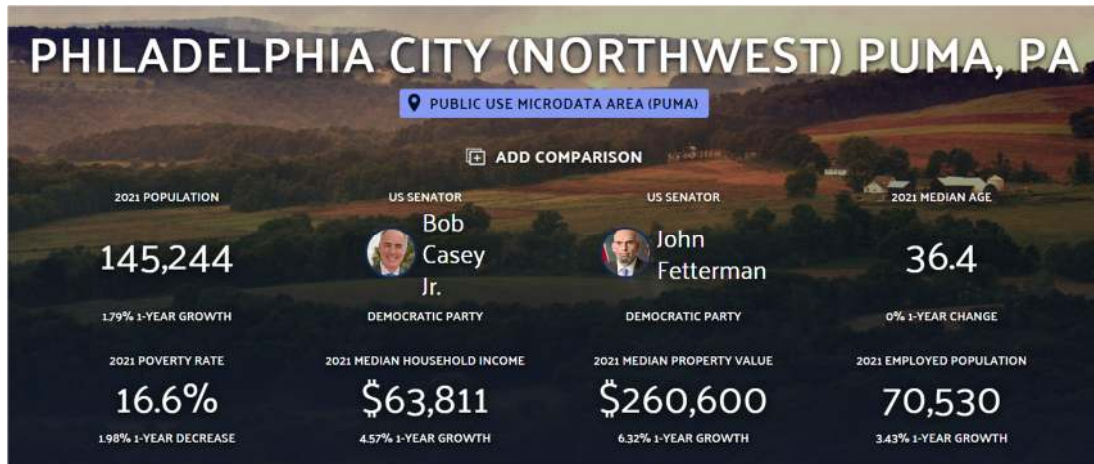 PHILADELPHIA CITY (NORTHWEST) PUMA, PA
PUBLIC USE MICRODATA AREA (PUMA)
ADD COMPARISON
2021 POPULATION
145,244
1.79% 1-YEAR GROWTH
US SENATOR
Bob
Casey
Jr.
DEMOCRATIC PARTY
US SENATOR
John
Fetterman
DEMOCRATIC PARTY
2021 MEDIAN AGE
36.4
0% 1-YEAR CHANGE
2021 POVERTY RATE
16.6%
1.98% 1-YEAR DECREASE
2021 MEDIAN HOUSEHOLD INCOME
$63,811
4.57% 1-YEAR GROWTH
2021 MEDIAN PROPERTY VALUE
$260,600
6.32% 1-YEAR GROWTH
2021 EMPLOYED POPULATION
70,530
3.43% 1-YEAR GROWTH